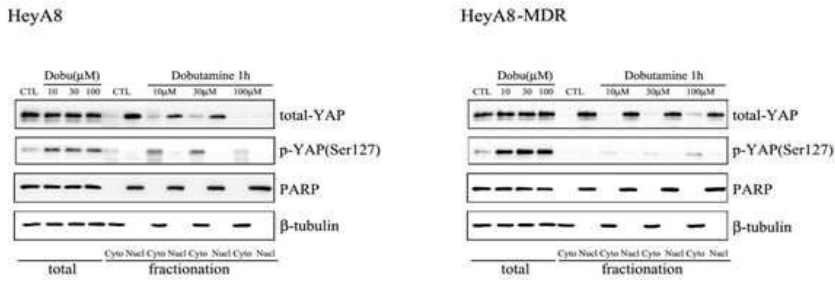 HeyA8
HeyA8-MDR
Dobu(μM) Dobutamine 1h
CTL 10 30 100 CTL 10μM 30μM 100μM
total-YAP
p-YAP(Ser127)
PARP
β-tubulin
Cyto Nucl Cyto Nucl Cyto Nucl Cyto Nucl
total fractionation
Dobu(μM) Dobutamine 1h
CTL 10 30 100 CTL 10μM 30μM 100μM
total-YAP
p-YAP(Ser127)
PARP
β-tubulin
Cyto Nucl Cyto Nucl Cyto Nucl Cyto Nucl
total fractionation